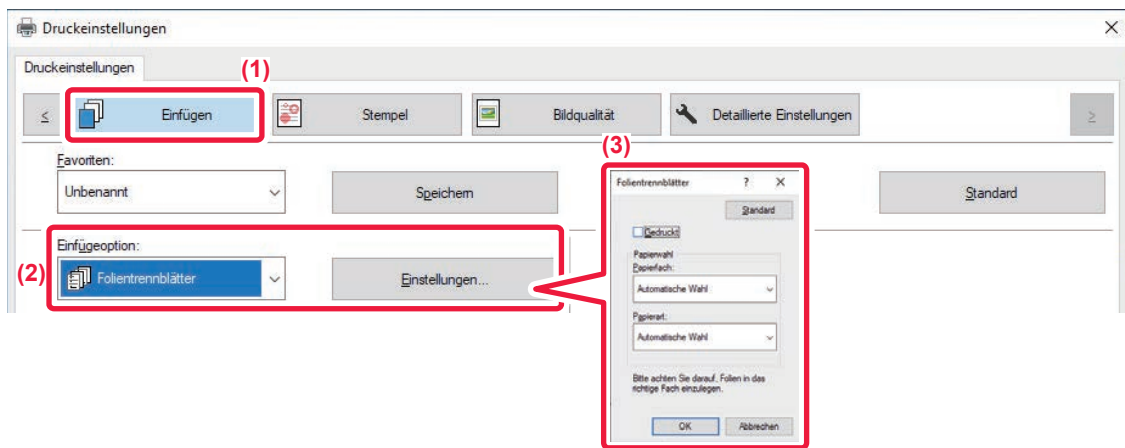 Druckeinstellungen
Druckeinstellungen
(1)
< Einfügen Stempel Bildqualität Detaillierte Einstellungen >
(3)
Favoriten:
Unbenannt Speichern Standard
(2)
Einfügeoption:
Folientrennblätter Einstellungen...
Folientrennblätter ? X
Standard
Gedruckt
Papierwahl
Papierfach:
Automatische Wahl
Papierart:
Automatische Wahl
Bitte achten Sie darauf, Folien in das
richtige Fach einzulegen.
OK Abbrechen